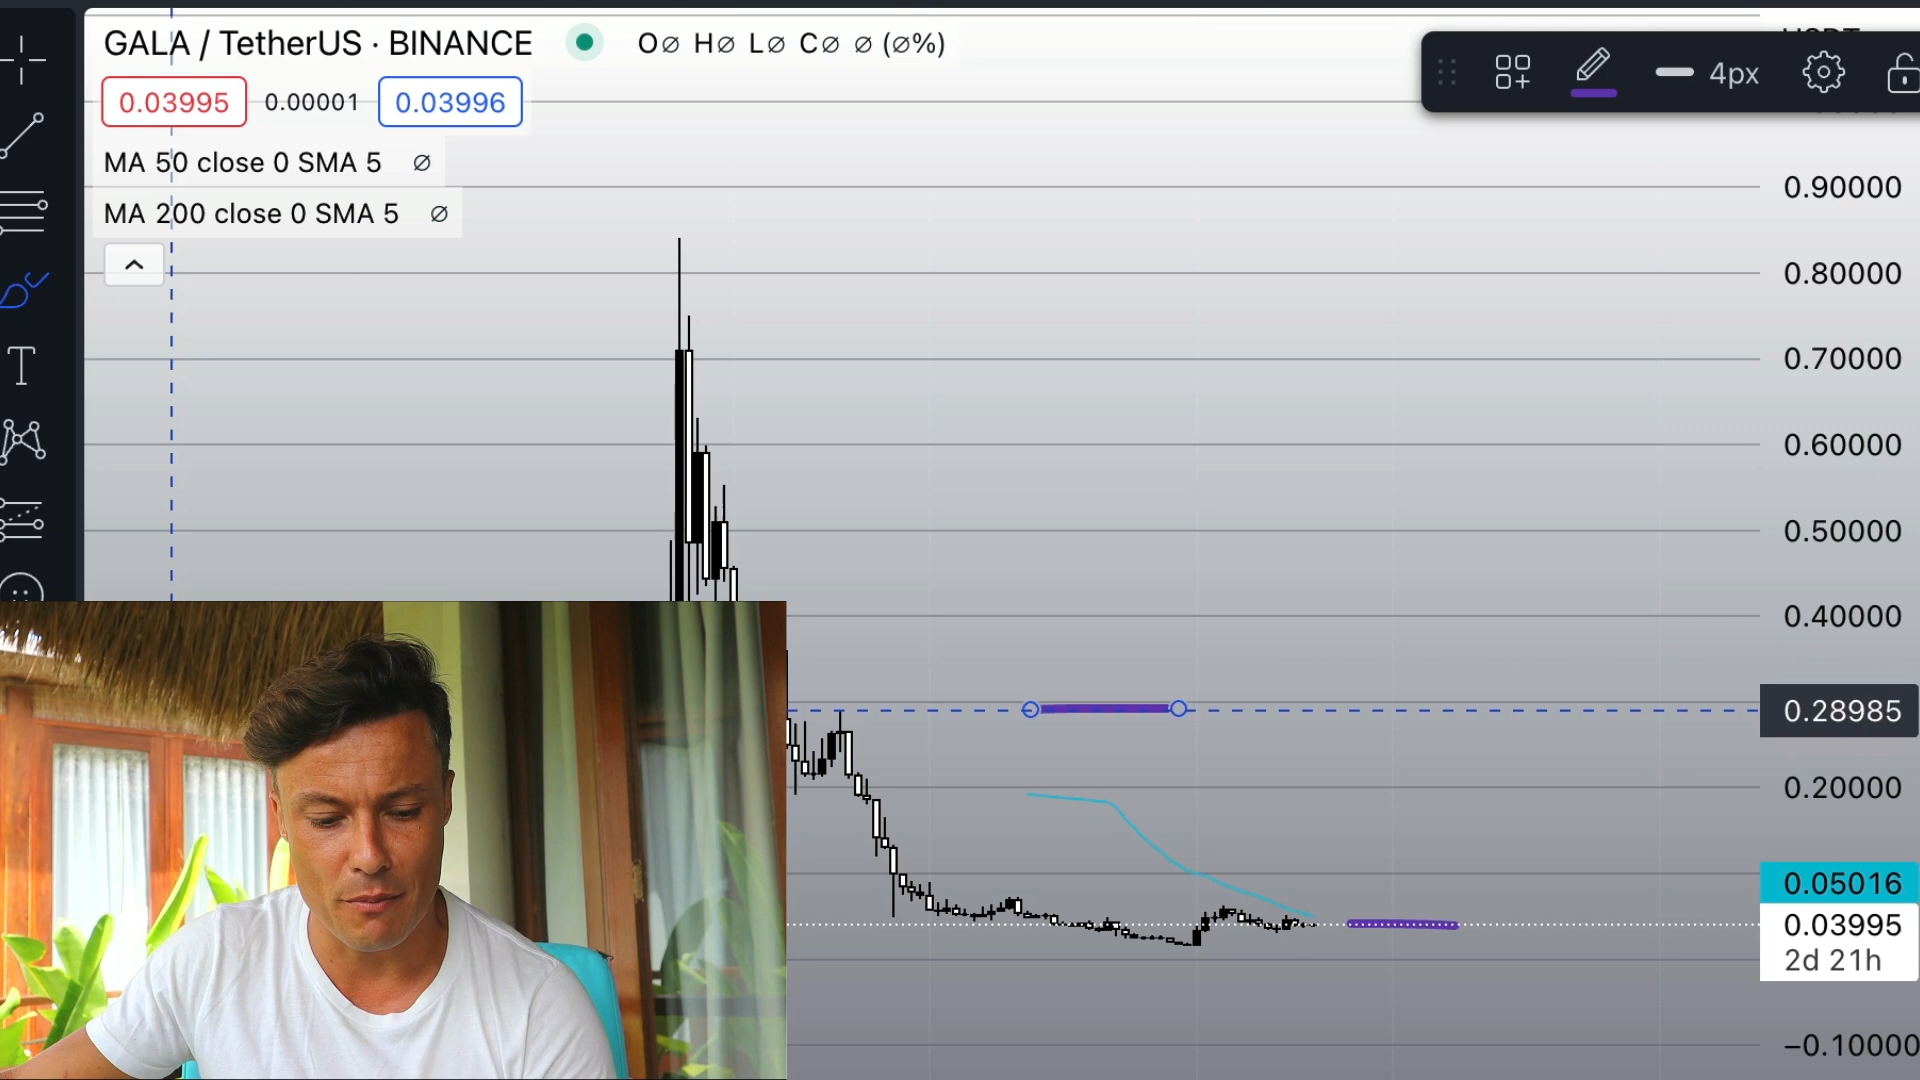 GALA / TetherUS · BINANCE O∅ H∅ L∅ C∅ ∅ (∅%)
0.03995 0.00001 0.03996
4px
MA 50 close 0 SMA 5 ∅
MA 200 close 0 SMA 5 ∅
0.90000
0.80000
0.70000
0.60000
0.50000
0.40000
0.28985
0.20000
0.05016
0.03995
2d 21h
−0.10000